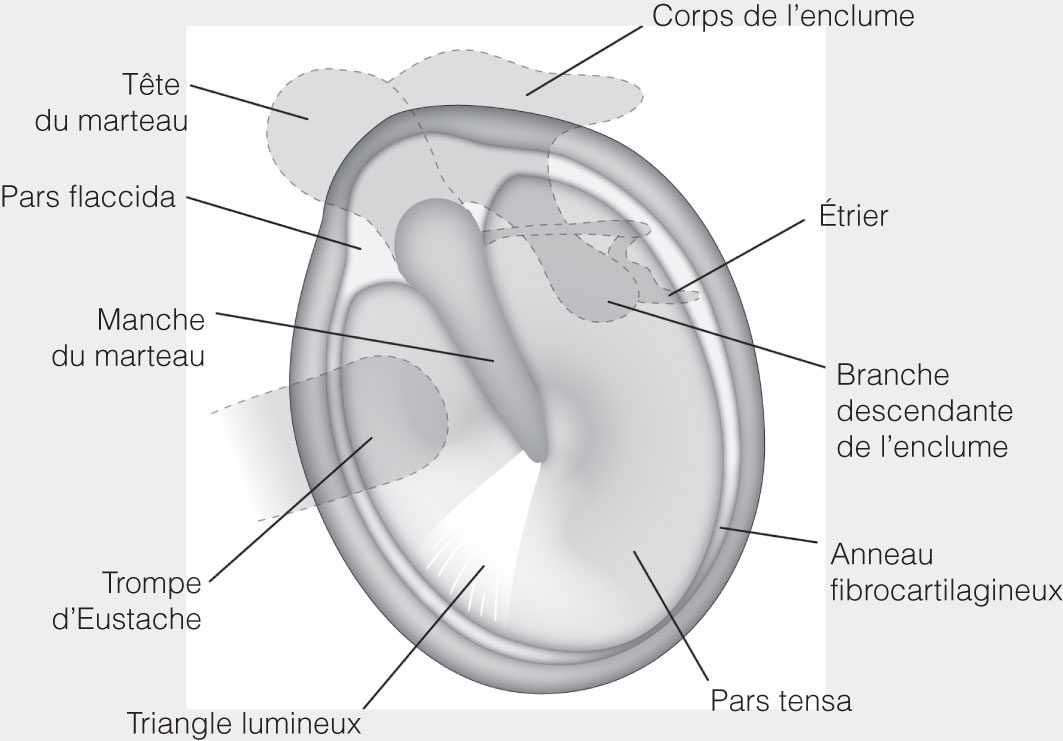 Corps de l’enclume
Tête
du marteau
Pars flaccida
Étrier
Manche
du marteau
Branche
descendante
de l’enclume
Anneau
fibrocartilagineux
Trompe
d’Eustache
Pars tensa
Triangle lumineux